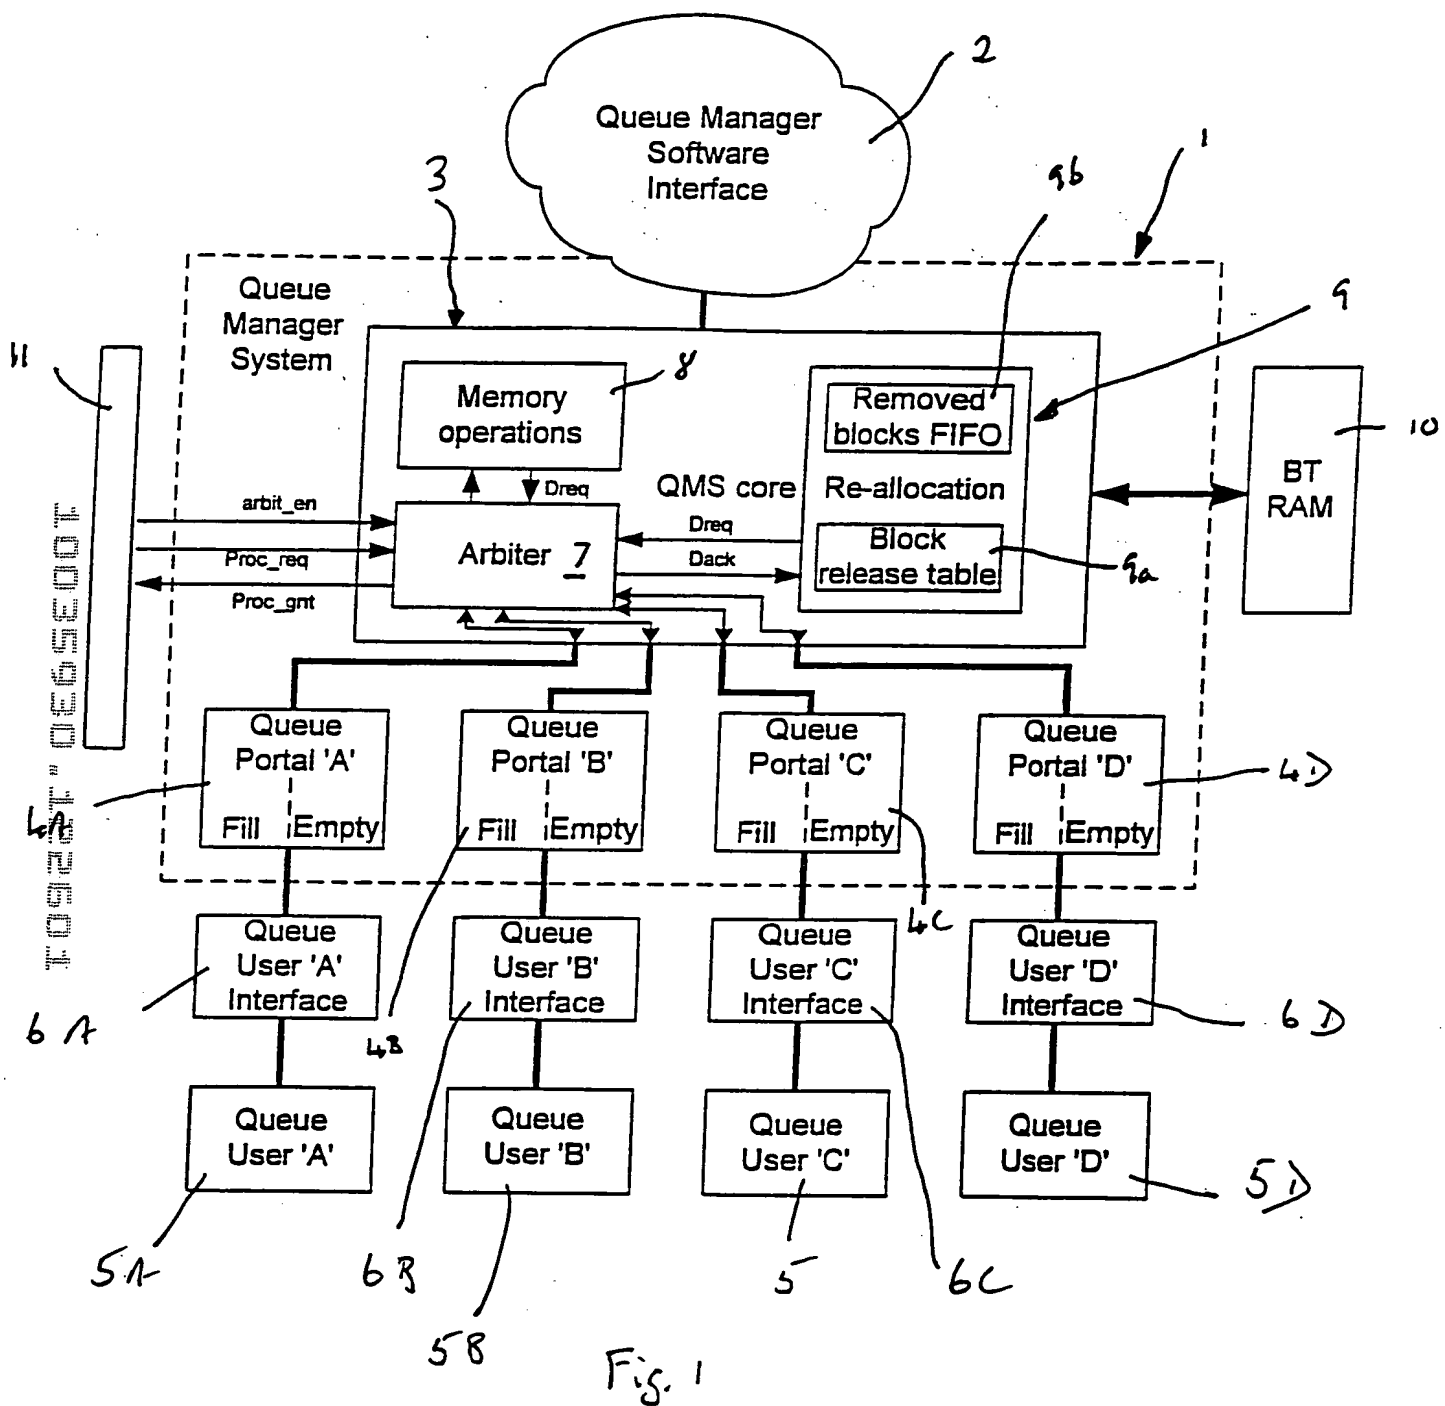 2
Queue Manager
Software
Interface
1
3
9b
Queue
Manager
System
9
11
8
Memory
operations
Removed
blocks FIFO
10
BT
RAM
Dreq
QMS core
Re-allocation
arbit_en
Dreq
Arbiter 7
Block
release table
9a
Proc_req
Dack
Proc_gnt
10035930.122601
Queue
Portal 'A'
Fill Empty
Queue
Portal 'B'
Fill Empty
Queue
Portal 'C'
Fill Empty
Queue
Portal 'D'
Fill Empty
4A
4D
4C
Queue
User 'A'
Interface
Queue
User 'B'
Interface
Queue
User 'C'
Interface
Queue
User 'D'
Interface
6A
4B
6D
Queue
User 'A'
Queue
User 'B'
Queue
User 'C'
Queue
User 'D'
5D
5A
6B
5
6C
5B
Fig. 1